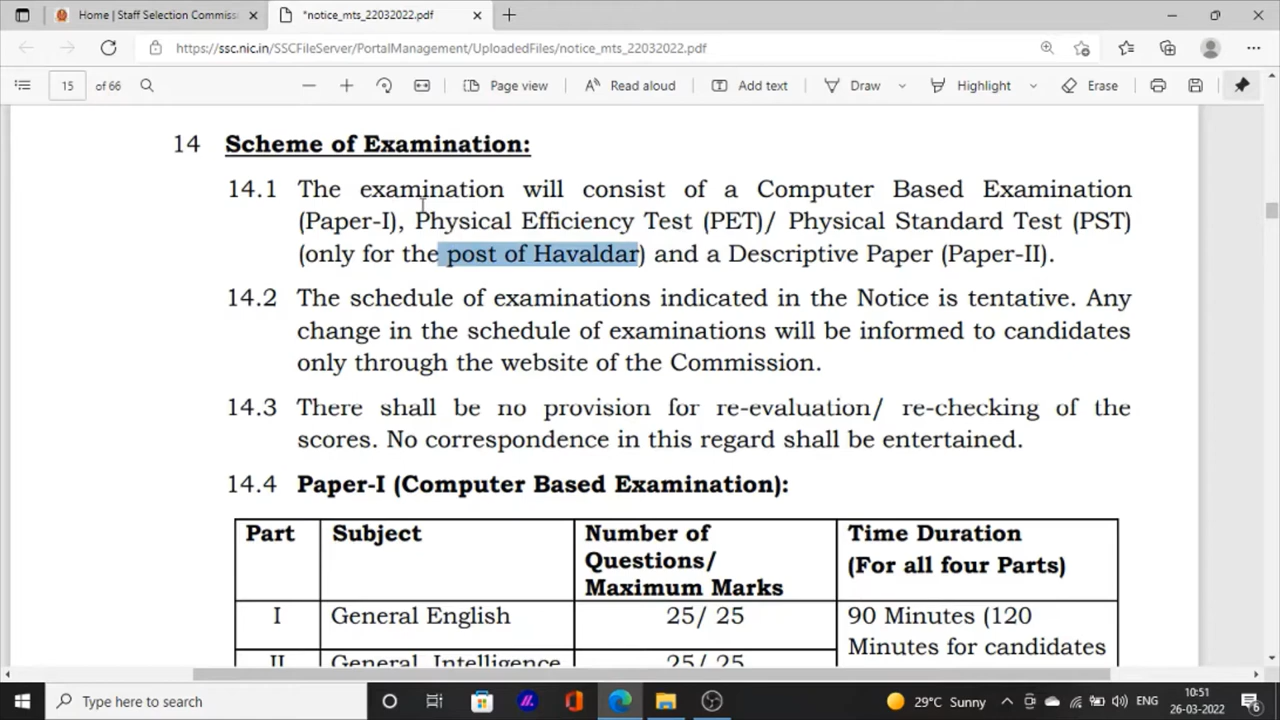 Home | Staff Selection Commiss
*notice_mts_22032022.pdf
https://ssc.nic.in/SSCFileServer/PortalManagement/UploadedFiles/notice_mts_22032022.pdf
15 of 66
Page view
Read aloud
Add text
Draw
Highlight
Erase
14 Scheme of Examination:
14.1 The examination will consist of a Computer Based Examination
(Paper-I), Physical Efficiency Test (PET)/ Physical Standard Test (PST)
(only for the post of Havaldar) and a Descriptive Paper (Paper-II).
14.2 The schedule of examinations indicated in the Notice is tentative. Any
change in the schedule of examinations will be informed to candidates
only through the website of the Commission.
14.3 There shall be no provision for re-evaluation/ re-checking of the
scores. No correspondence in this regard shall be entertained.
14.4 Paper-I (Computer Based Examination):
Part Subject Number of Time Duration
Questions/ (For all four Parts)
Maximum Marks
I General English 25/ 25 90 Minutes (120
Minutes for candidates
II General Intelligence 25/ 25
Type here to search
29°C Sunny
ENG
10:51
26-03-2022
6